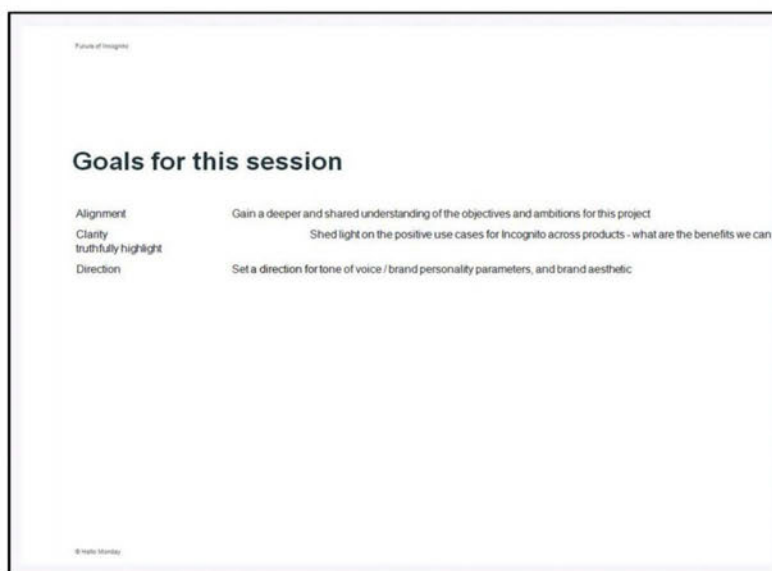 Future of Incognito
Goals for this session
Alignment Gain a deeper and shared understanding of the objectives and ambitions for this project
Clarity Shed light on the positive use cases for Incognito across products - what are the benefits we can
truthfully highlight
Direction Set a direction for tone of voice / brand personality parameters, and brand aesthetic
© Hello Monday